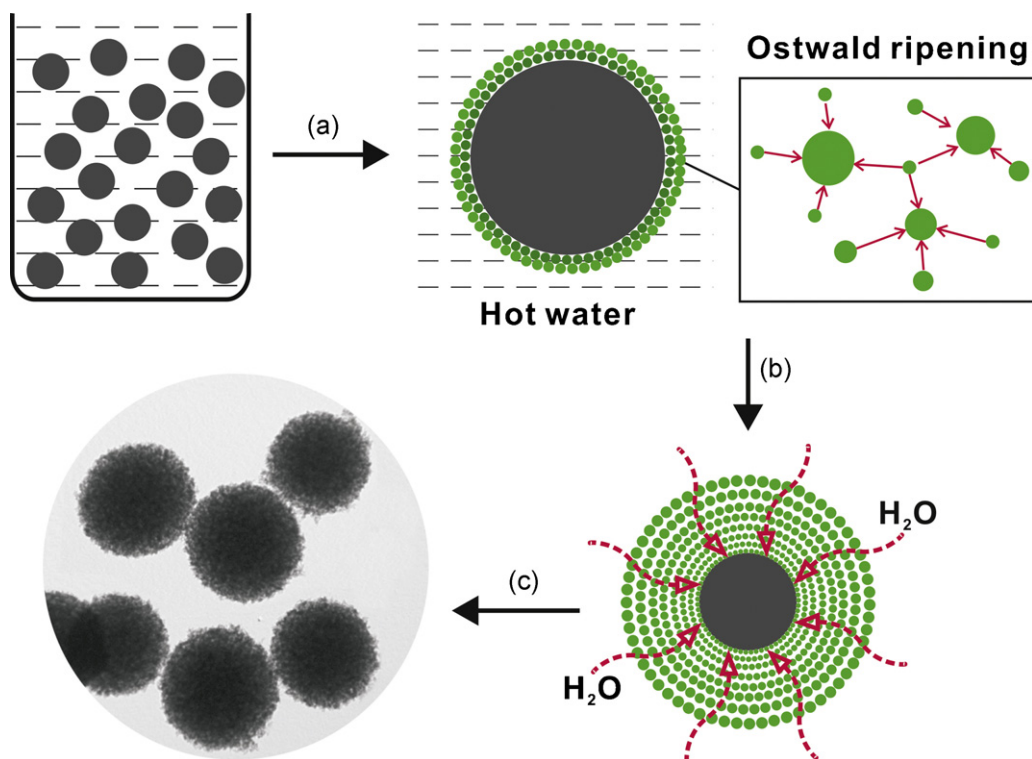 Ostwald ripening
(a)
Hot water
(b)
H₂O
(c)
H₂O